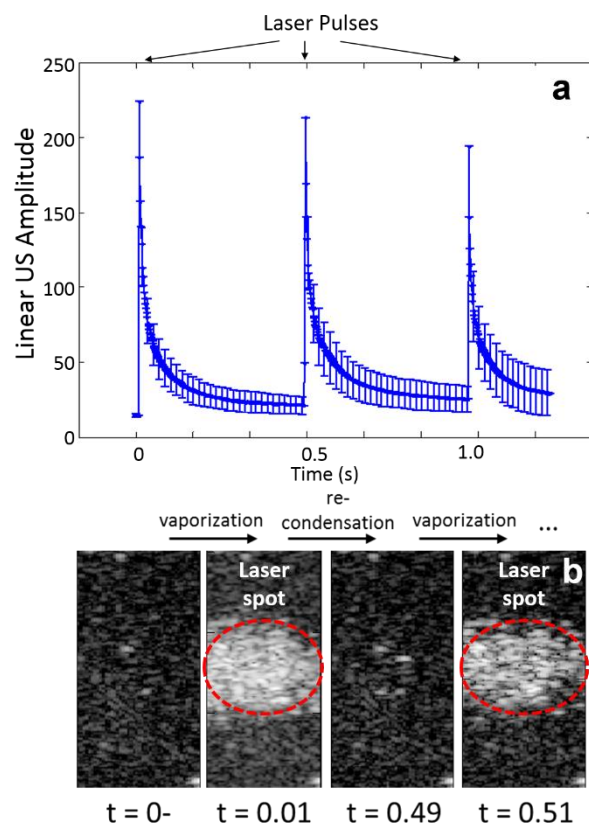 Laser Pulses
a
250
200
150
100
50
0
Linear US Amplitude
0 0.5 1.0
Time (s)
vaporization re-condensation vaporization ...
Laser spot Laser spot b
t = 0- t = 0.01 t = 0.49 t = 0.51